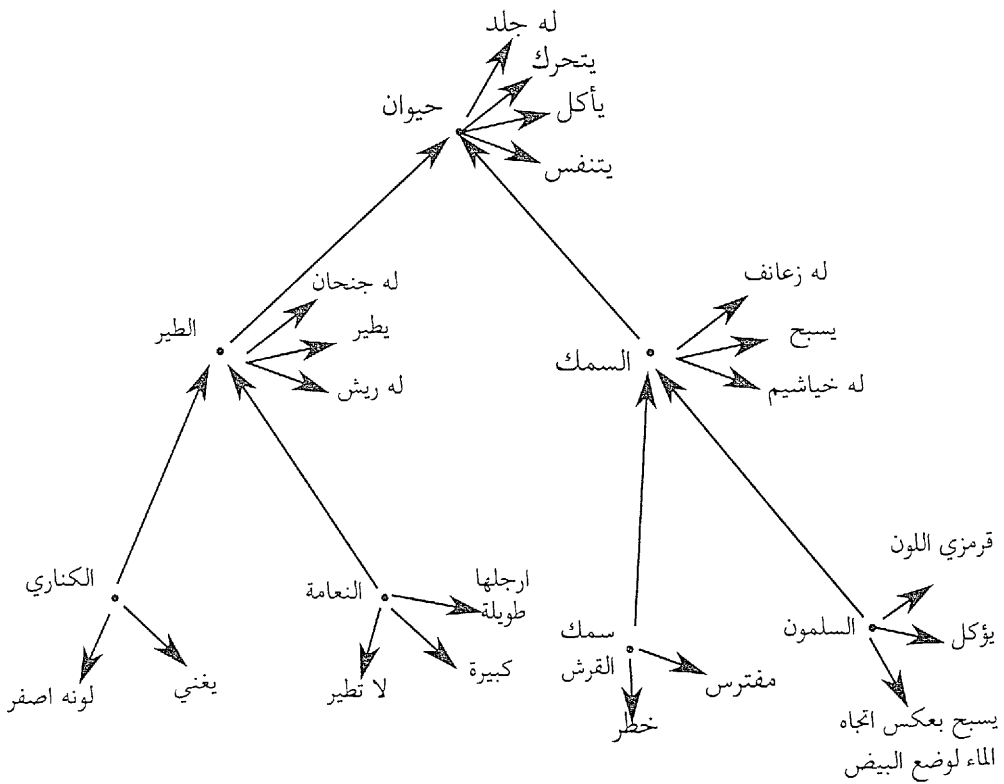 له جلد
يتحرك
حيوان
يأكل
يتنفس
له جنحان
الطير
يطير
له ريش
له زعانف
السمك
يسبح
له خياشيم
الكناري
يغني
لونه اصفر
النعامة
ارجلها
طويلة
كبيرة
لا تطير
سمك
القرش
مفترس
خطر
قرمزي اللون
السلمون
يؤكل
يسبح بعكس اتجاه
الماء لوضع البيض